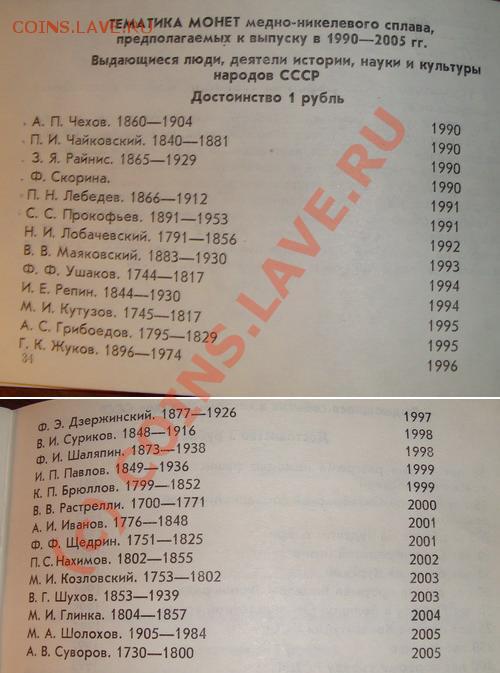 COINS.LAVE.RU
ТЕМАТИКА МОНЕТ медно-никелевого сплава,
предполагаемых к выпуску в 1990—2005 гг.
Выдающиеся люди, деятели истории, науки и культуры
народов СССР
Достоинство 1 рубль
А. П. Чехов. 1860—1904 1990
П. И. Чайковский. 1840—1881 1990
З. Я. Райнис. 1865—1929 1990
Ф. Скорина. 1990
П. Н. Лебедев. 1866—1912 1991
С. С. Прокофьев. 1891—1953 1991
Н. И. Лобачевский. 1791—1856 1992
В. В. Маяковский. 1883—1930 1993
Ф. Ф. Ушаков. 1744—1817 1994
И. Е. Репин. 1844—1930 1994
М. И. Кутузов. 1745—1817 1995
А. С. Грибоедов. 1795—1829 1995
Г. К. Жуков. 1896—1974 1996
34
Ф. Э. Дзержинский. 1877—1926 1997
В. И. Суриков. 1848—1916 1998
Ф. И. Шаляпин. 1873—1938 1998
И. П. Павлов. 1849—1936 1999
К. П. Брюллов. 1799—1852 1999
В. В. Растрелли. 1700—1771 2000
А. И. Иванов. 1776—1848 2001
Ф. Ф. Щедрин. 1751—1825 2001
П. С. Нахимов. 1802—1855 2002
М. И. Козловский. 1753—1802 2003
В. Г. Шухов. 1853—1939 2003
М. И. Глинка. 1804—1857 2004
М. А. Шолохов. 1905—1984 2005
А. В. Суворов. 1730—1800 2005
(C) COINS.LAVE.RU
COINS.LAVE.RU